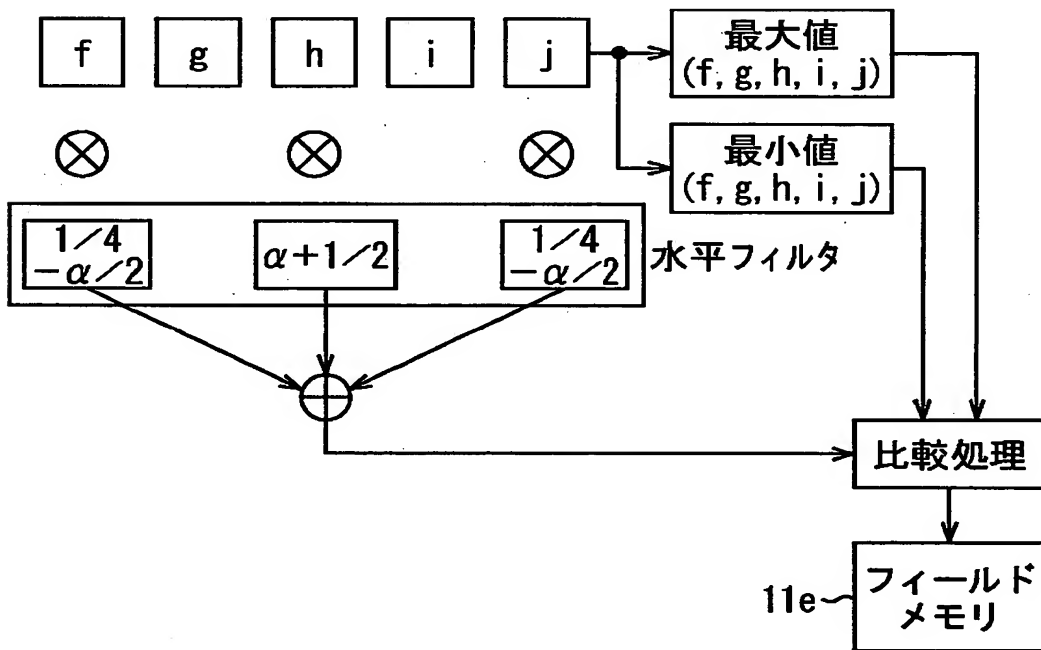 f g h i j
最大値
(f, g, h, i, j)
最小値
(f, g, h, i, j)
1/4
-α/2
α+1/2
1/4
-α/2
水平フィルタ
比較処理
11e
フィールド
メモリ